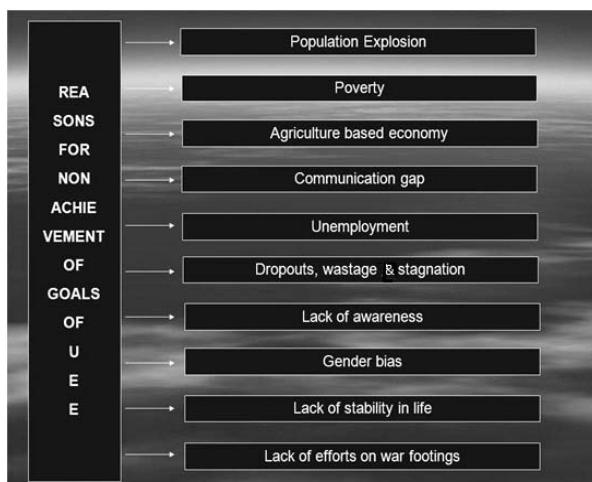 REA
SONS
FOR
NON
ACHIE
VEMENT
OF
GOALS
OF
U
E
E
Population Explosion
Poverty
Agriculture based economy
Communication gap
Unemployment
Dropouts, wastage & stagnation
Lack of awareness
Gender bias
Lack of stability in life
Lack of efforts on war footings